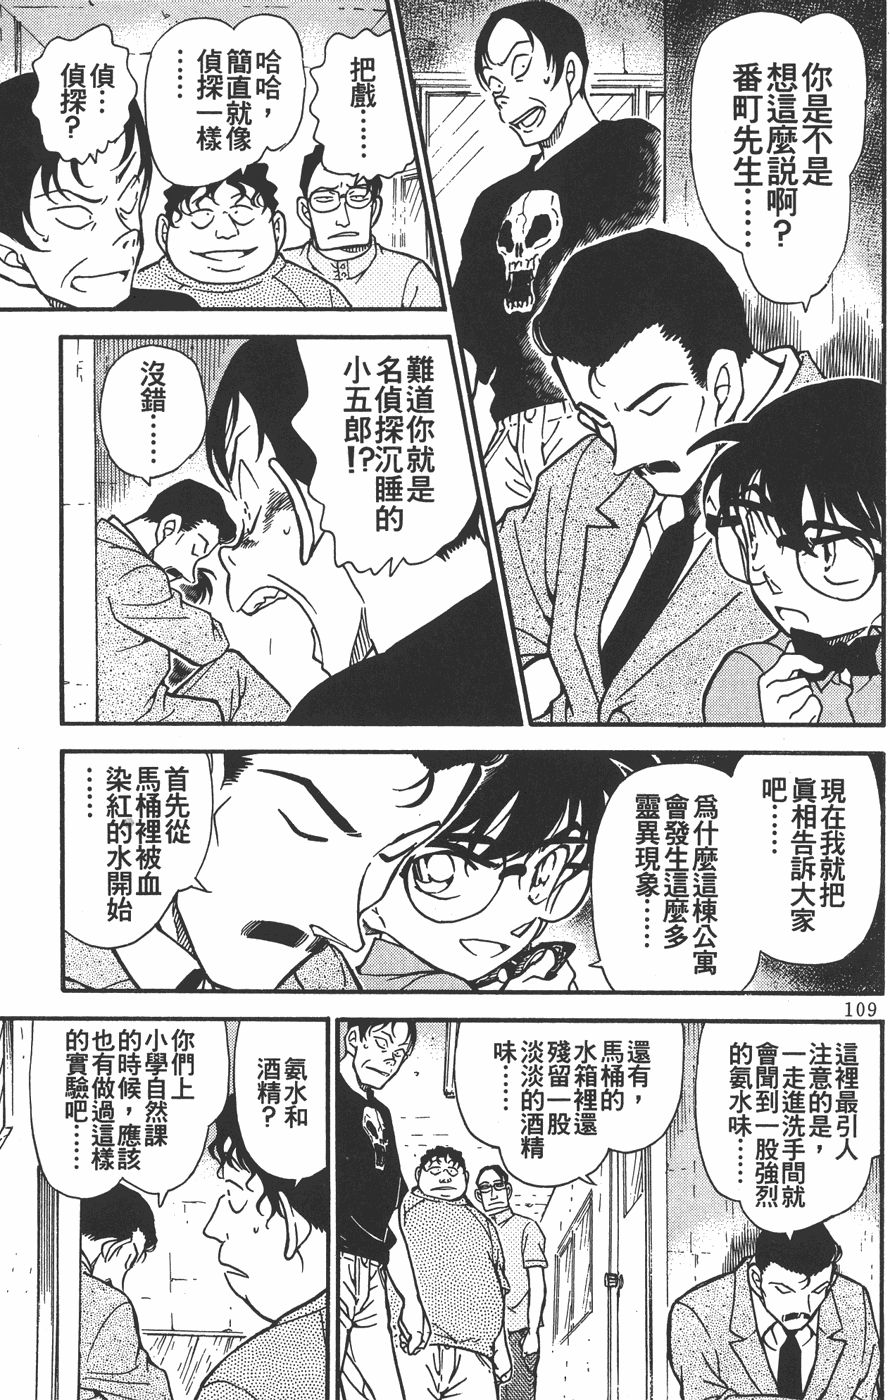 你是不是
想這麼說啊？
番町先生……
把戲……
哈哈，
簡直就像
偵探一樣
……
偵…
偵探？
難道你就是
名偵探沉睡的
小五郎！？
沒錯……
現在我就把
眞相告訴大家
吧……
爲什麼這棟公寓
會發生這麼多
靈異現象……
首先從
馬桶裡被血
染紅的水開始
……
109
這裡最引人
注意的是，
一走進洗手間就
會聞到一股強烈
的氨水味……
還有，
馬桶的
水箱裡還
殘留一股
淡淡的酒精
味……
氨水和
酒精？
你們上
小學自然課
的時候，應該
也有做過這樣
的實驗吧……